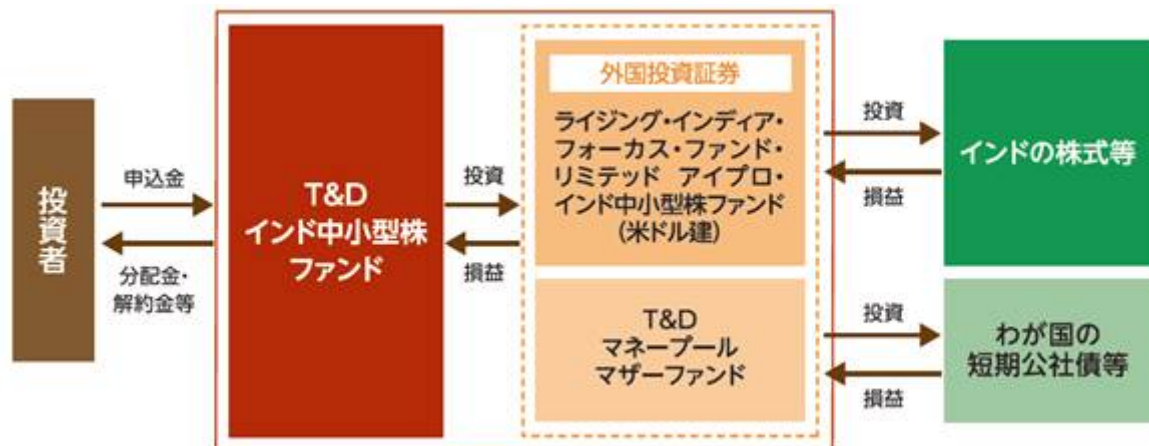 投資者
申込金
分配金・
解約金等
T&D
インド中小型株
ファンド
投資
損益
外国投資証券
ライジング・インディア・
フォーカス・ファンド・
リミテッド アイプロ・
インド中小型株ファンド
(米ドル建)
T&D
マネープール
マザーファンド
投資
損益
インドの株式等
投資
損益
わが国の
短期公社債等